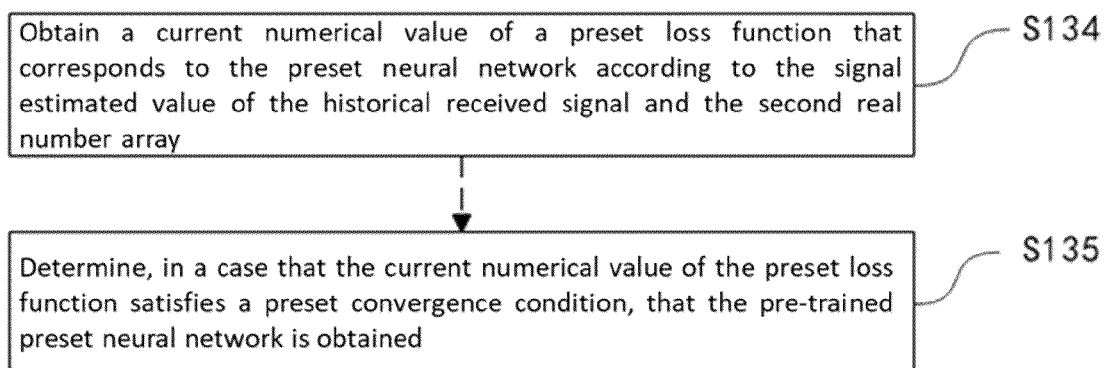 Obtain a current numerical value of a preset loss function that
corresponds to the preset neural network according to the signal
estimated value of the historical received signal and the second real
number array
S134
Determine, in a case that the current numerical value of the preset loss
function satisfies a preset convergence condition, that the pre-trained
preset neural network is obtained
S135